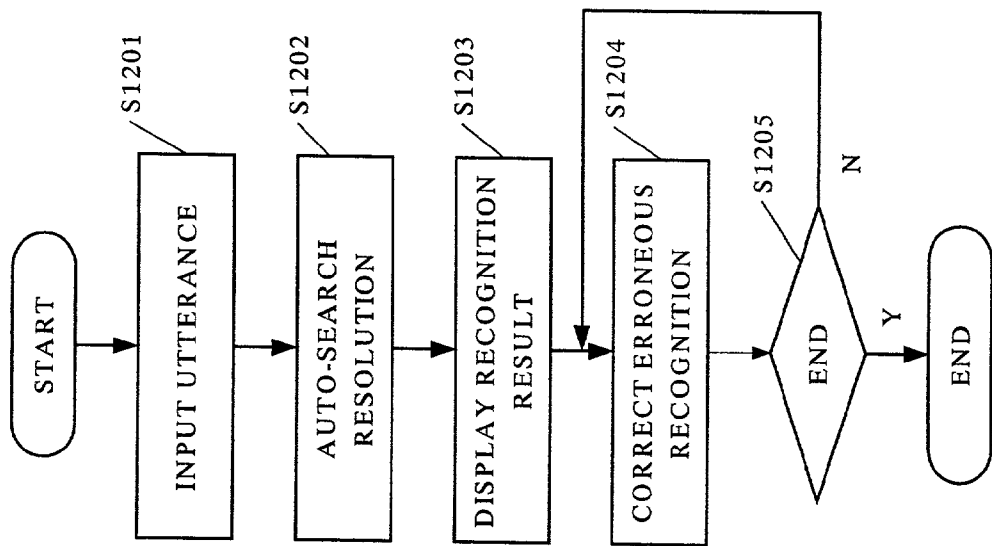 START
INPUT UTTERANCE
S1201
AUTO-SEARCH
RESOLUTION
S1202
DISPLAY RECOGNITION
RESULT
S1203
CORRECT ERRONEOUS
RECOGNITION
S1204
END
S1205
N
Y
END